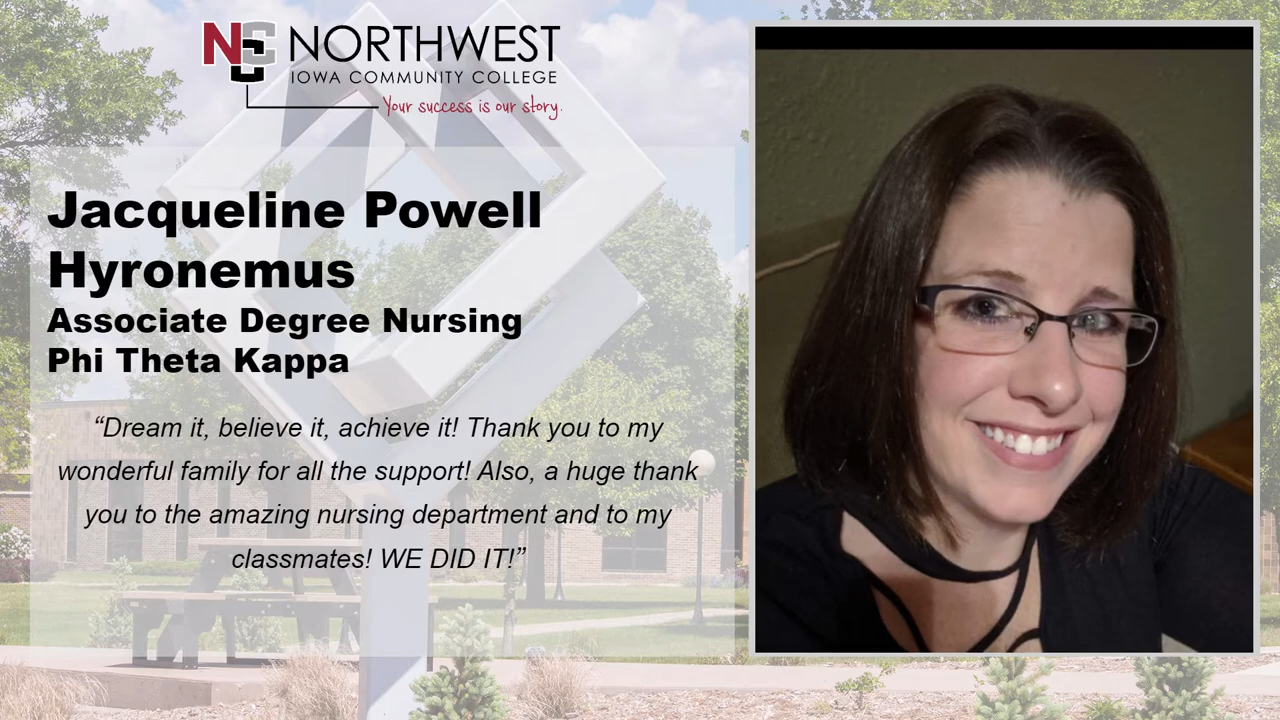 NCC NORTHWEST
IOWA COMMUNITY COLLEGE
Your success is our story.
Jacqueline Powell
Hyronemus
Associate Degree Nursing
Phi Theta Kappa
“Dream it, believe it, achieve it! Thank you to my
wonderful family for all the support! Also, a huge thank
you to the amazing nursing department and to my
classmates! WE DID IT!”